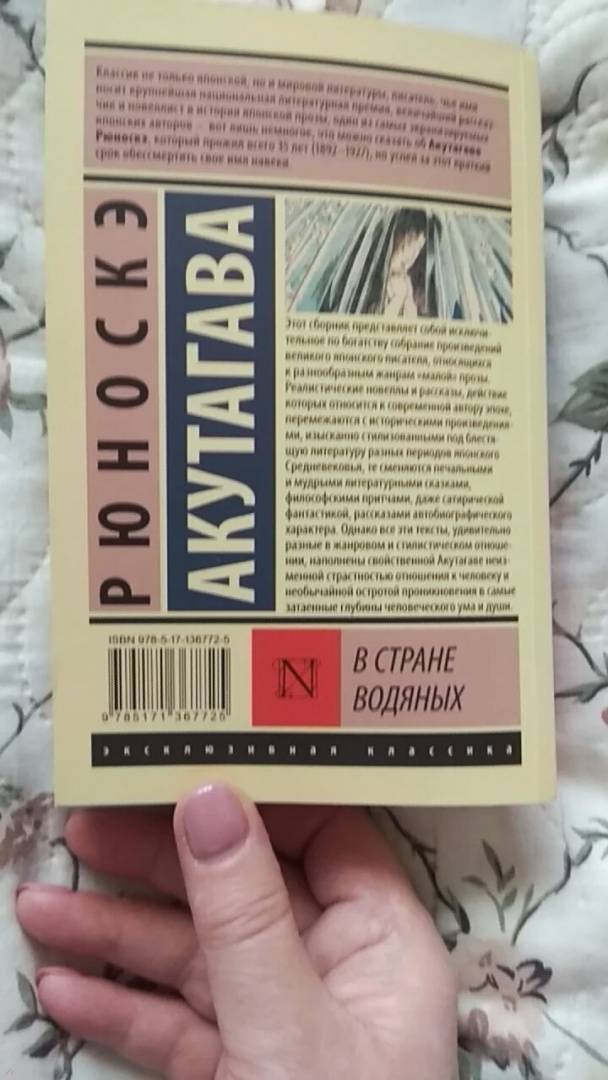 Классик не только японской, но и мировой литературы, писатель, чье имя
носит крупнейшая национальная литературная премия, величайший расска-
чик и новеллист в истории японской прозы, один из самых экранизируемых
японских авторов — вот лишь немногое, что можно сказать об Акутагаве
Рюноскэ, который прожил всего 35 лет (1892–1927), но успел за этот краткий
срок обессмертить свое имя навеки.
РЮНОСКЭ
АКУТАГАВА
Этот сборник представляет собой исключи-
тельное по богатству собрание произведений
великого японского писателя, относящихся
к разнообразным жанрам «малой» прозы.
Реалистические новеллы и рассказы, действие
которых относится к современной автору эпохе,
перемежаются с историческими произведения-
ми, изысканно стилизованными под блестя-
щую литературу разных периодов японского
Средневековья, те сменяются печальными
и мудрыми литературными сказками,
философскими притчами, даже сатирической
фантастикой, рассказами автобиографического
характера. Однако все эти тексты, удивительно
разные в жанровом и стилистическом отноше-
нии, наполнены свойственной Акутагаве неиз-
менной страстностью отношения к человеку и
необычайной остротой проникновения в самые
затаенные глубины человеческого ума и души.
ISBN 978-5-17-136772-5
9 785171 367725
N
В СТРАНЕ
ВОДЯНЫХ
эксклюзивная классика